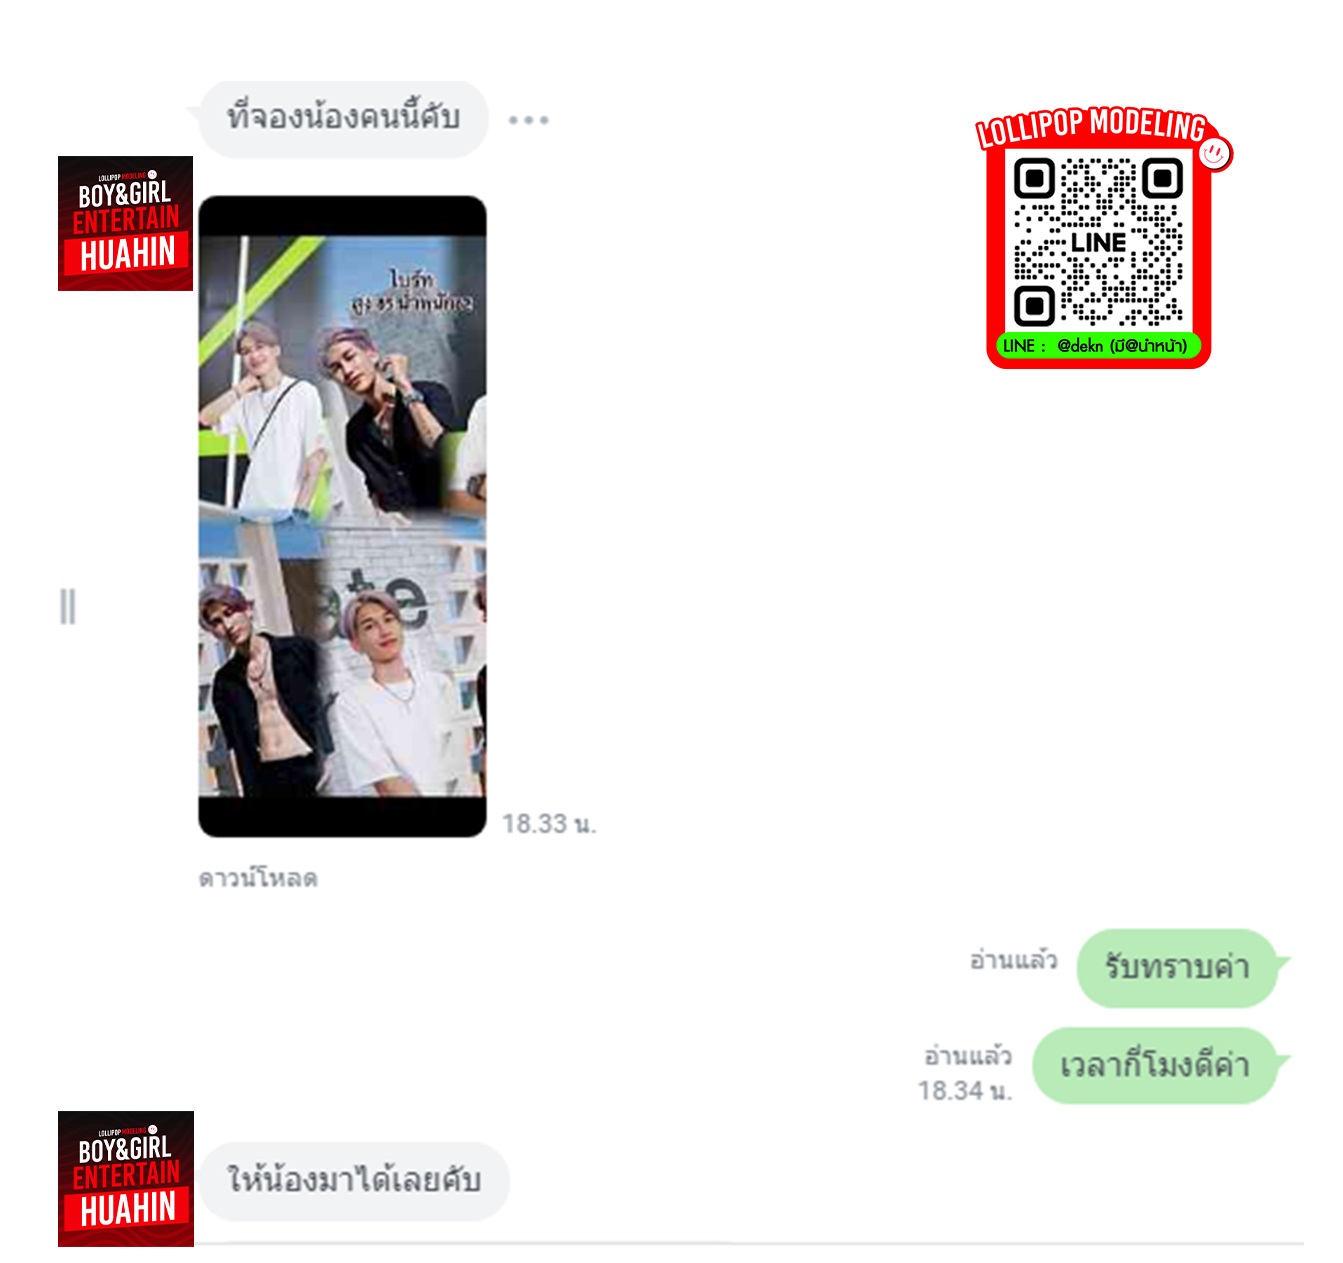 ที่จองน้องคนนี้คับ
LOLLIPOP MODELING
LINE
LINE : @dekn (มี@นำหน้า)
LOLLIPOP MODELING
BOY&GIRL
ENTERTAIN
HUAHIN
ไบร์ท
สูง 85 น้ำหนัก
ate
18.33 น.
ดาวน์โหลด
อ่านแล้ว
รับทราบค่า
อ่านแล้ว
18.34 น.
เวลากี่โมงดีค่า
LOLLIPOP MODELING
BOY&GIRL
ENTERTAIN
HUAHIN
ให้น้องมาได้เลยคับ